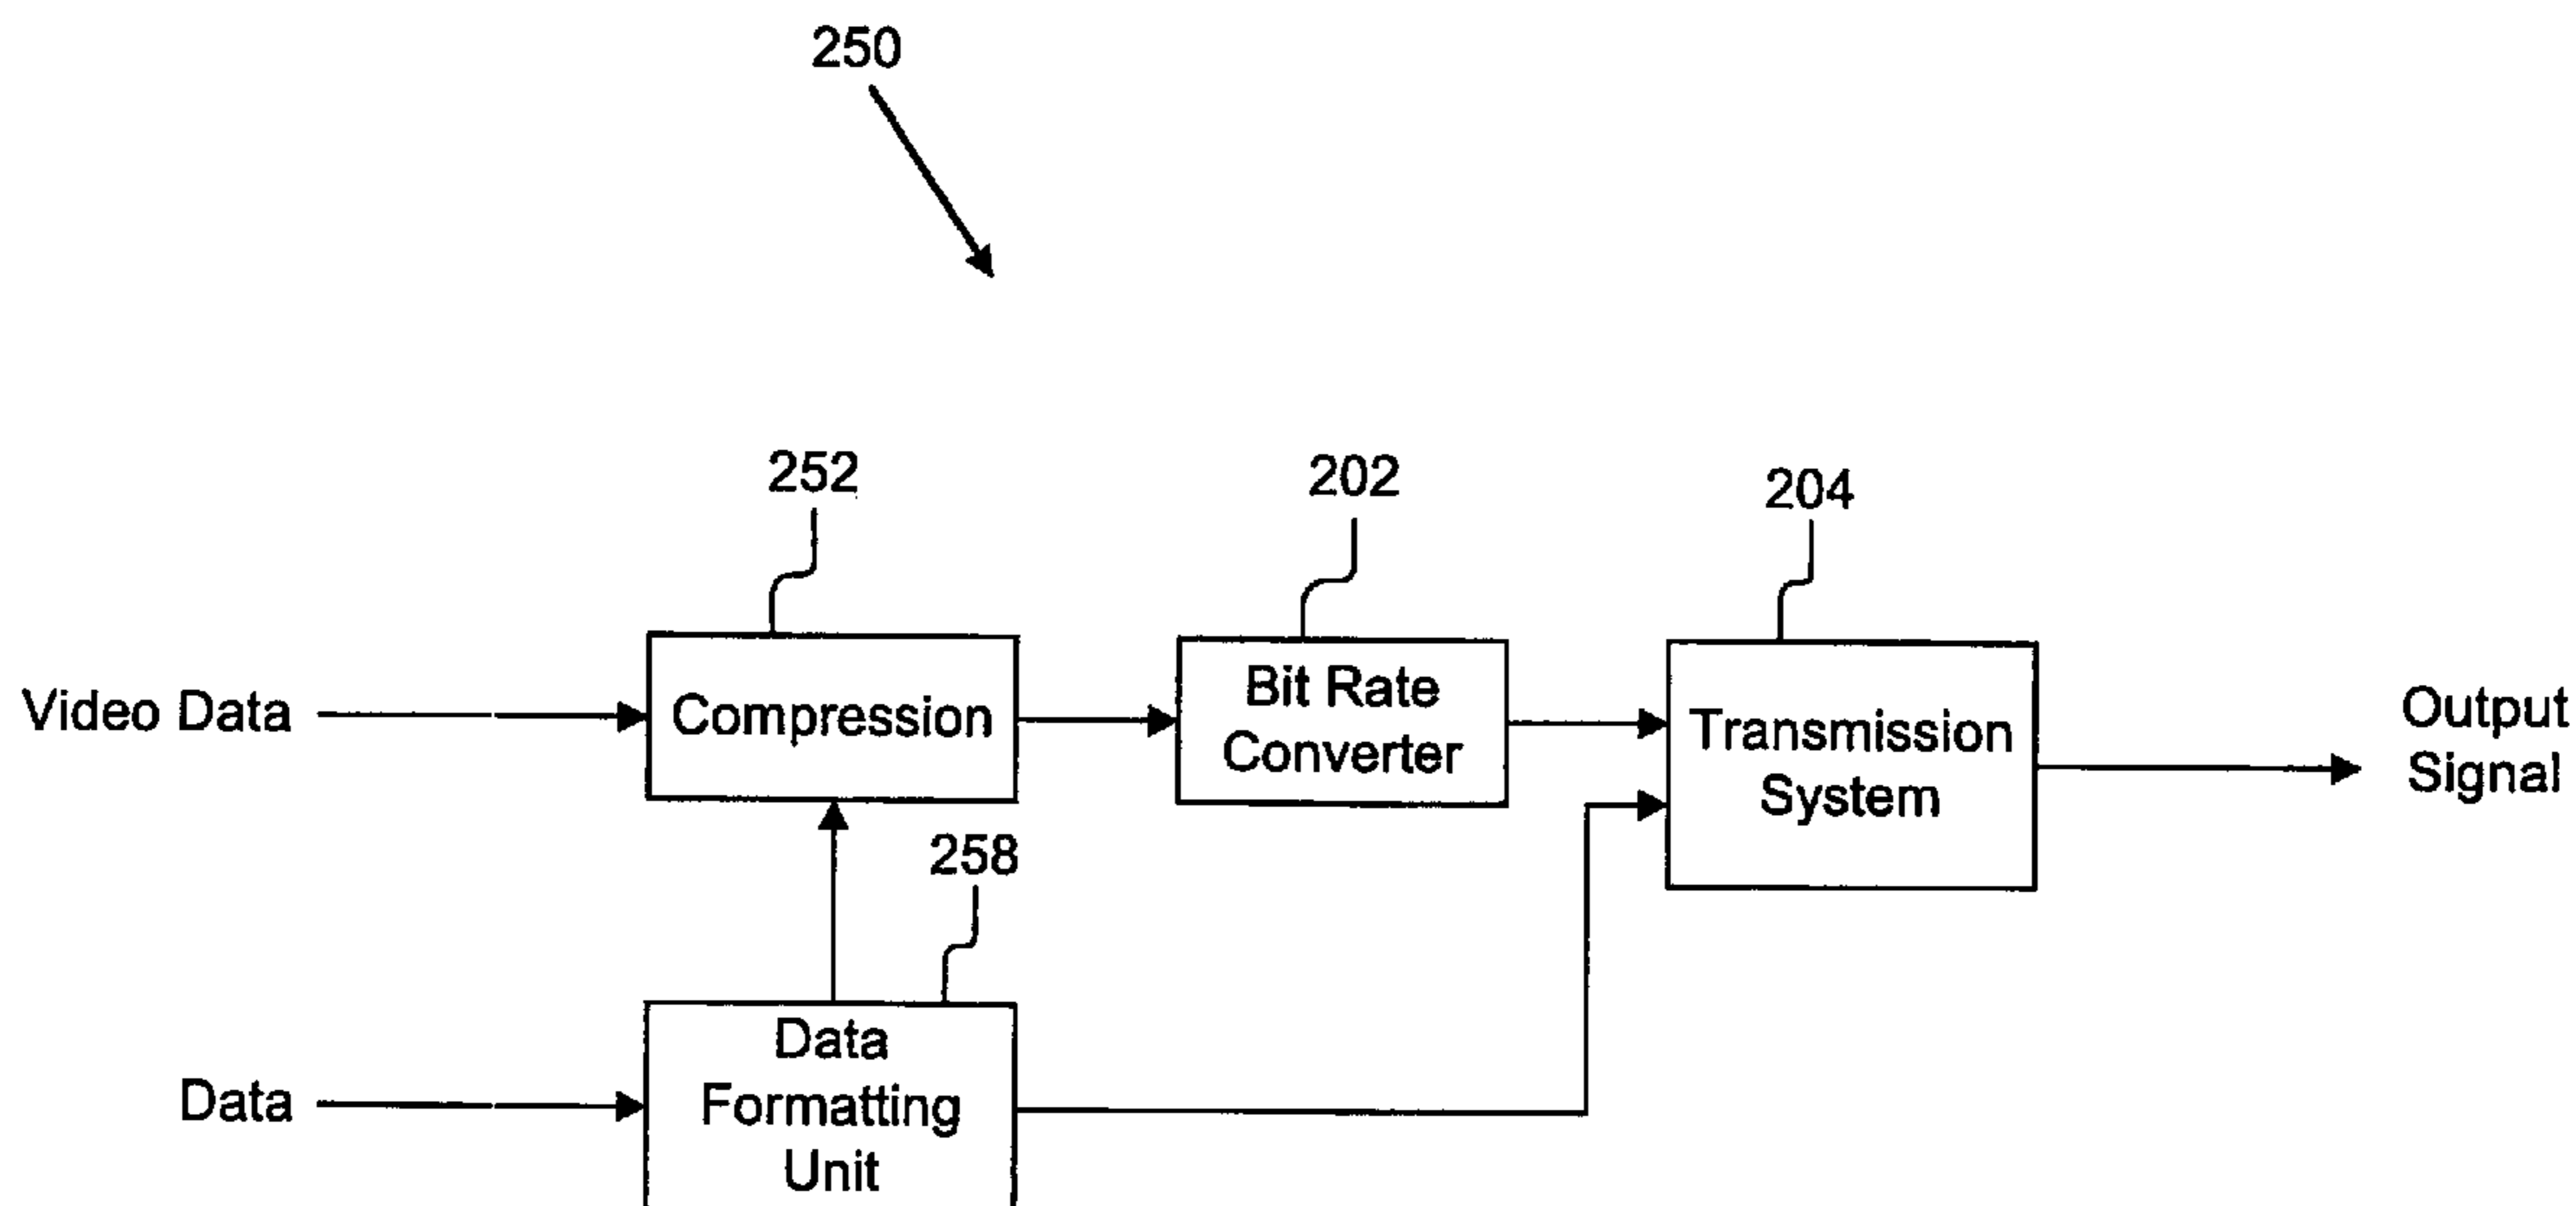 250
252
202
204
Video Data
Compression
Bit Rate
Converter
Transmission
System
Output
Signal
258
Data
Data
Formatting
Unit